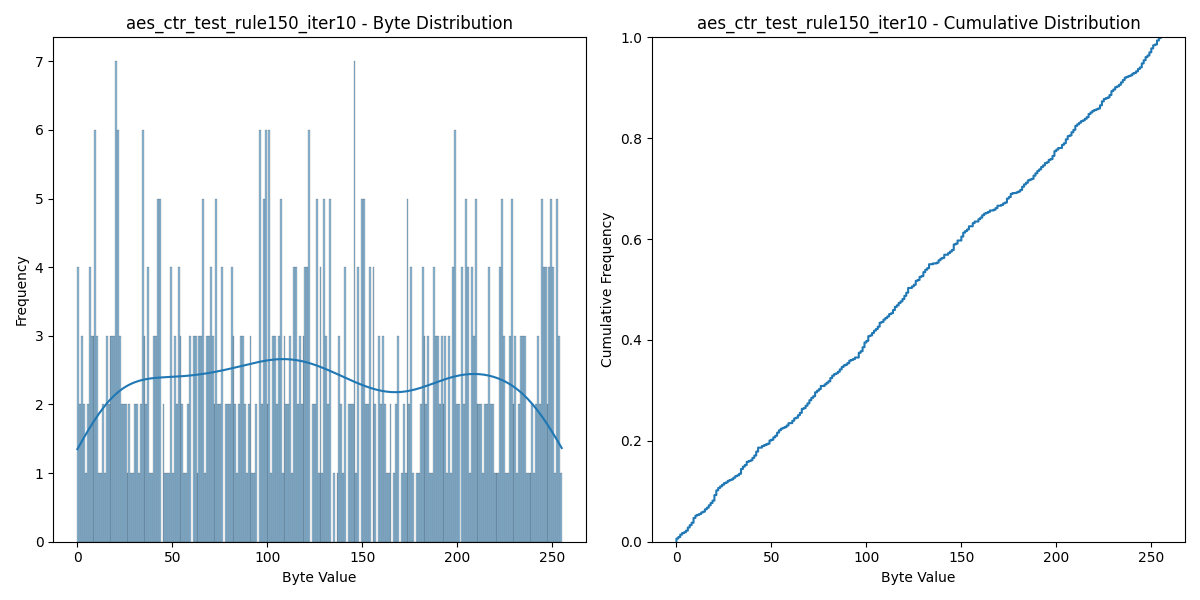 aes_ctr_test_rule150_iter10 - Byte Distribution
7
6
5
4
3
2
1
0
Frequency
0 50 100 150 200 250
Byte Value
aes_ctr_test_rule150_iter10 - Cumulative Distribution
1.0
0.8
0.6
0.4
0.2
0.0
Cumulative Frequency
0 50 100 150 200 250
Byte Value